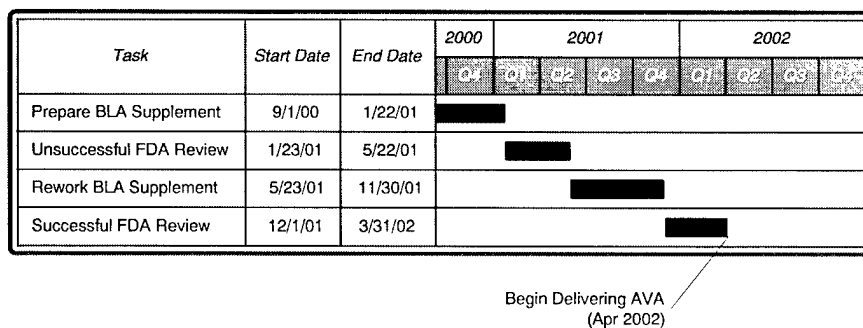 Task Start Date End Date 2000 2001 2002
Q4 Q1 Q2 Q3 Q4 Q1 Q2 Q3 Q4
Prepare BLA Supplement 9/1/00 1/22/01
Unsuccessful FDA Review 1/23/01 5/22/01
Rework BLA Supplement 5/23/01 11/30/01
Successful FDA Review 12/1/01 3/31/02
Begin Delivering AVA
(Apr 2002)